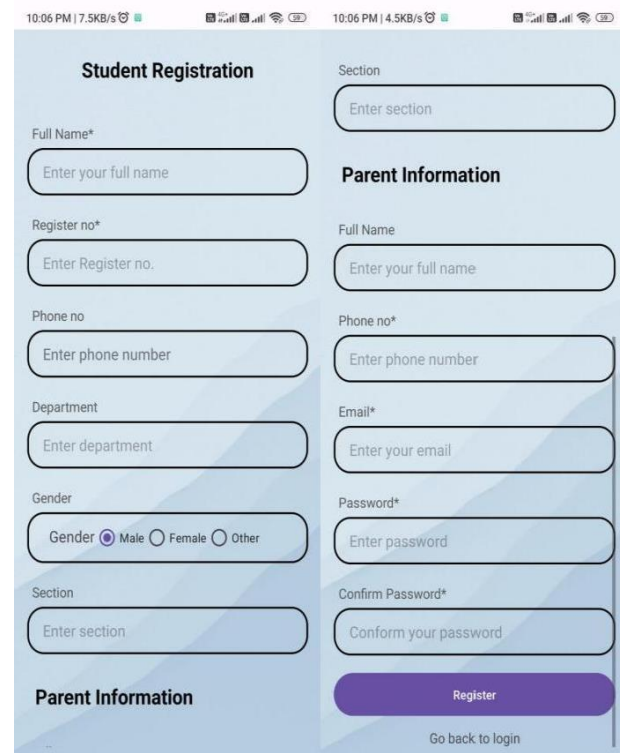 10:06 PM | 7.5KB/s
59
Student Registration
Full Name*
Enter your full name
Register no*
Enter Register no.
Phone no
Enter phone number
Department
Enter department
Gender
Gender Male Female Other
Section
Enter section
Parent Information
10:06 PM | 4.5KB/s
59
Section
Enter section
Parent Information
Full Name
Enter your full name
Phone no*
Enter phone number
Email*
Enter your email
Password*
Enter password
Confirm Password*
Conform your password
Register
Go back to login